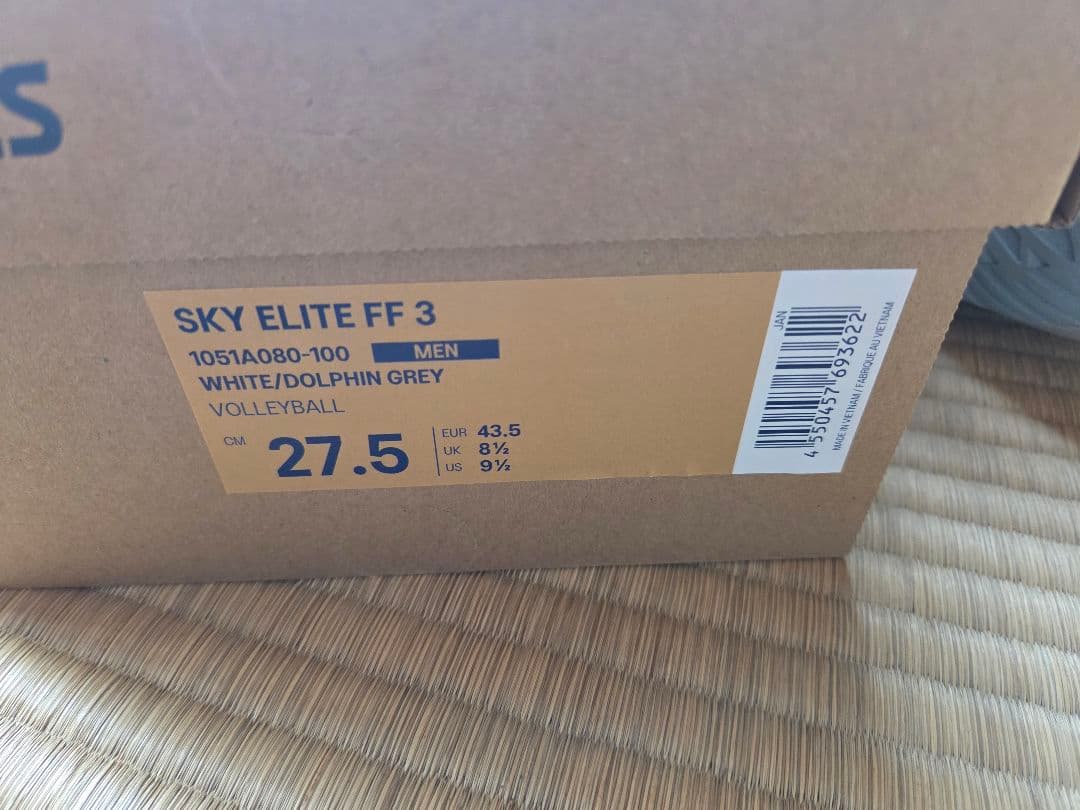 SKY ELITE FF 3
1051A080-100 MEN
WHITE/DOLPHIN GREY
VOLLEYBALL
CM 27.5
EUR 43.5
UK 8½
US 9½
JAN
4 550457 693622
MADE IN VIETNAM / FABRIQUE AU VIETNAM